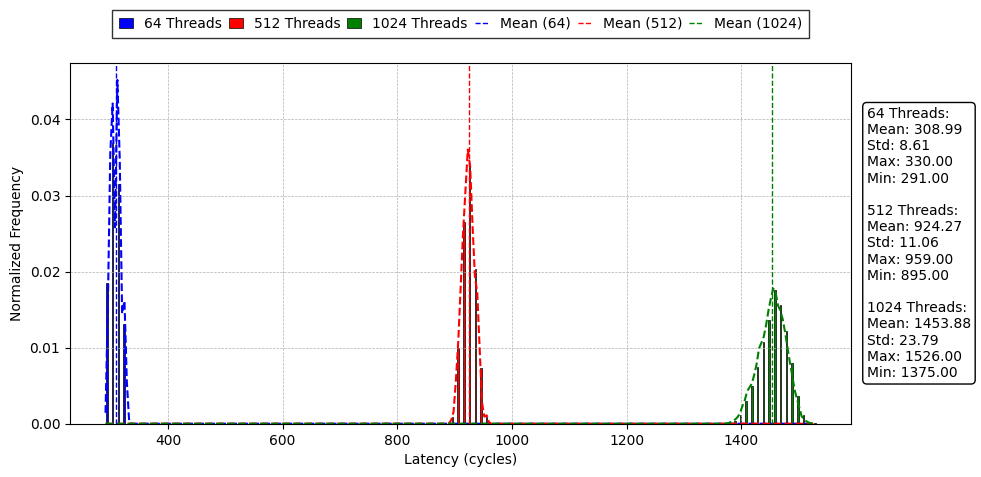 64 Threads 512 Threads 1024 Threads Mean (64) Mean (512) Mean (1024)
Normalized Frequency
0.04
0.03
0.02
0.01
0.00
400 600 800 1000 1200 1400
Latency (cycles)
64 Threads:
Mean: 308.99
Std: 8.61
Max: 330.00
Min: 291.00
512 Threads:
Mean: 924.27
Std: 11.06
Max: 959.00
Min: 895.00
1024 Threads:
Mean: 1453.88
Std: 23.79
Max: 1526.00
Min: 1375.00